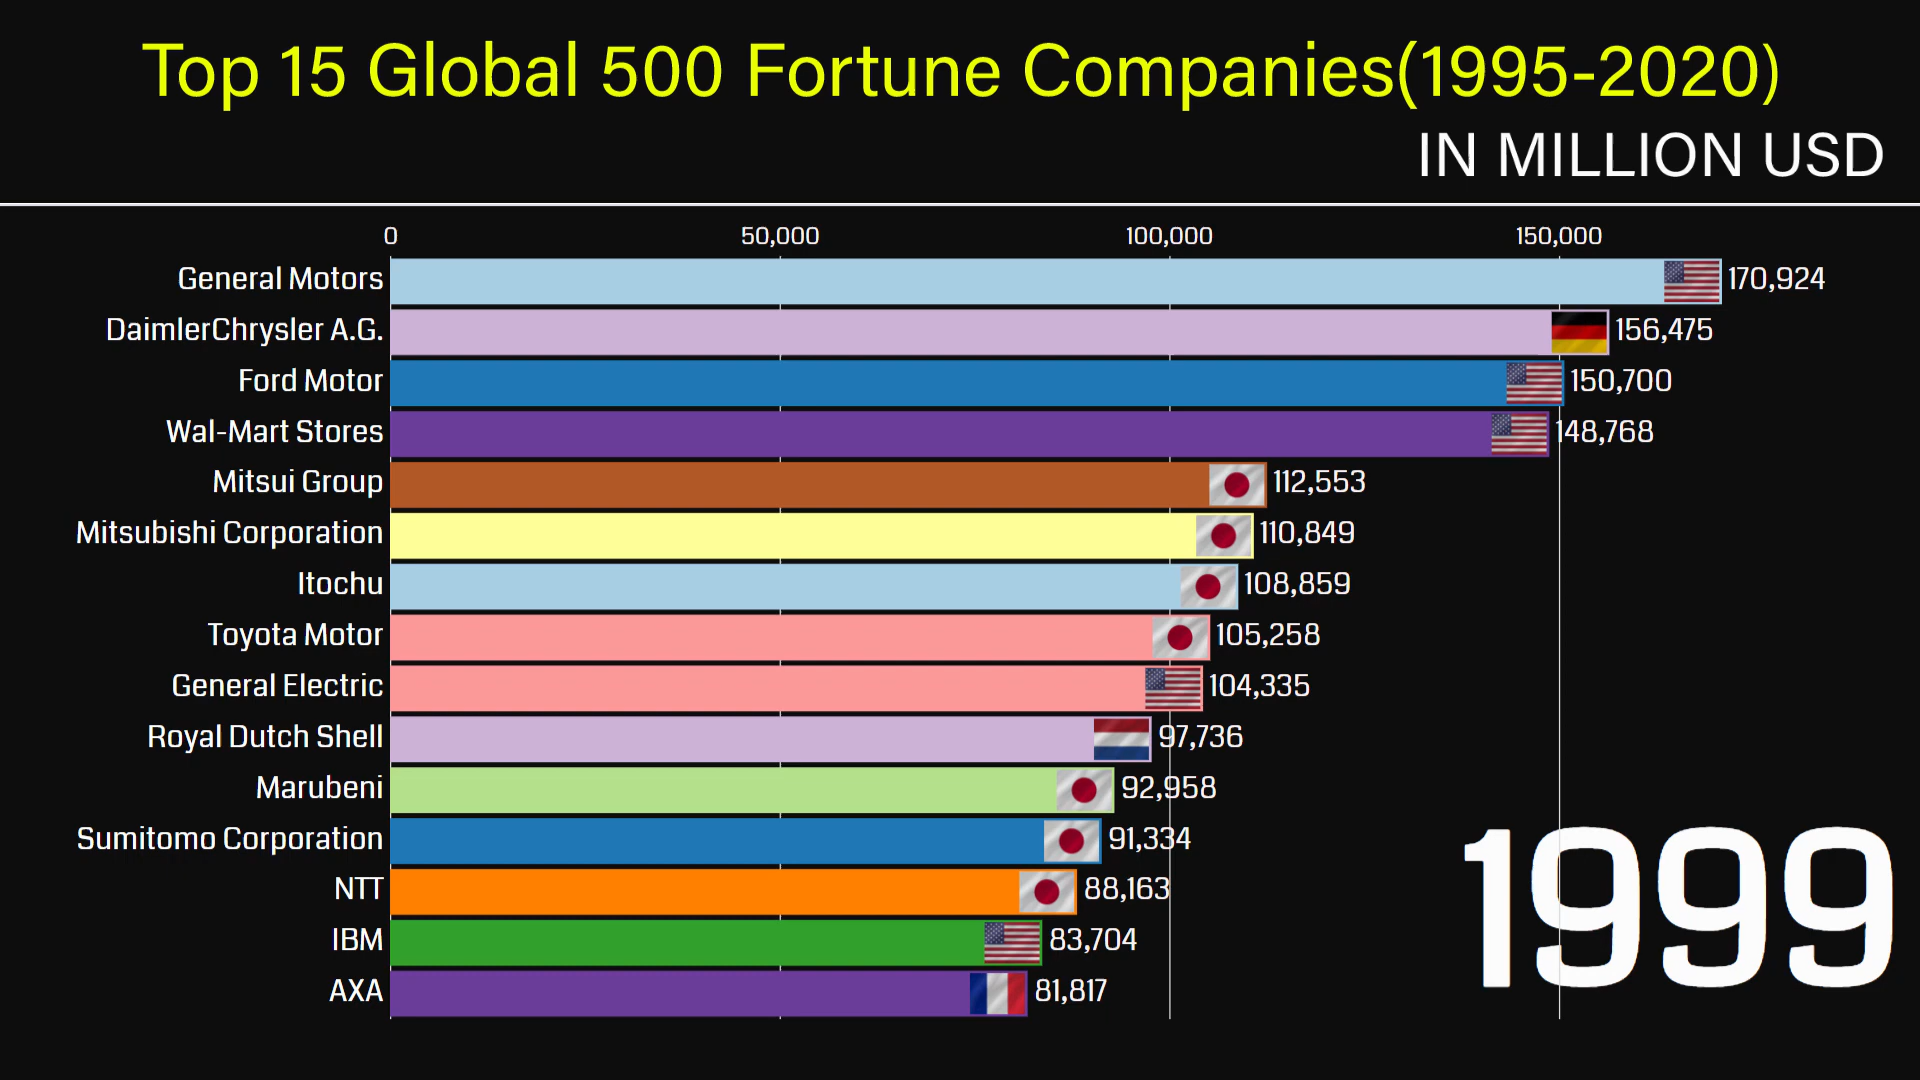 Top 15 Global 500 Fortune Companies(1995-2020)
IN MILLION USD
0 50,000 100,000 150,000
General Motors 170,924
DaimlerChrysler A.G. 156,475
Ford Motor 150,700
Wal-Mart Stores 148,768
Mitsui Group 112,553
Mitsubishi Corporation 110,849
Itochu 108,859
Toyota Motor 105,258
General Electric 104,335
Royal Dutch Shell 97,736
Marubeni 92,958
Sumitomo Corporation 91,334
NTT 88,163
IBM 83,704
AXA 81,817
1999